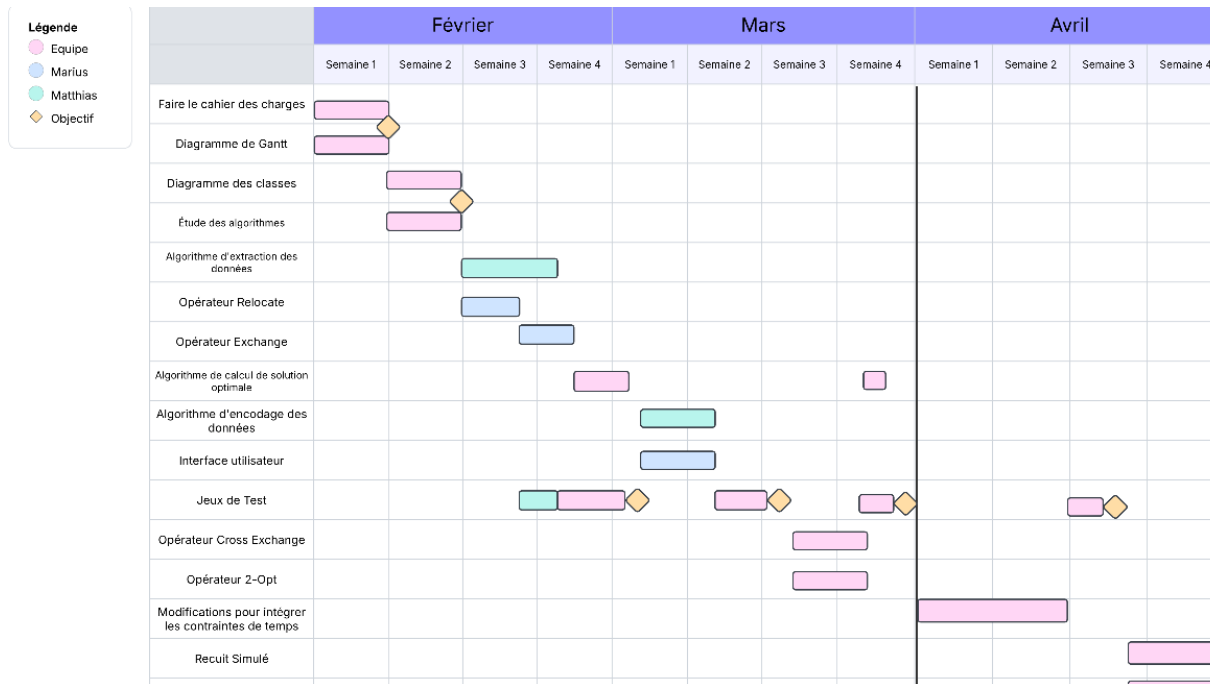 Légende
Equipe
Marius
Matthias
Objectif
Février
Mars
Avril
Semaine 1
Semaine 2
Semaine 3
Semaine 4
Semaine 1
Semaine 2
Semaine 3
Semaine 4
Semaine 1
Semaine 2
Semaine 3
Semaine 4
Faire le cahier des charges
Diagramme de Gantt
Diagramme des classes
Étude des algorithmes
Algorithme d'extraction des
données
Opérateur Relocate
Opérateur Exchange
Algorithme de calcul de solution
optimale
Algorithme d'encodage des
données
Interface utilisateur
Jeux de Test
Opérateur Cross Exchange
Opérateur 2-Opt
Modifications pour intégrer
les contraintes de temps
Recuit Simulé